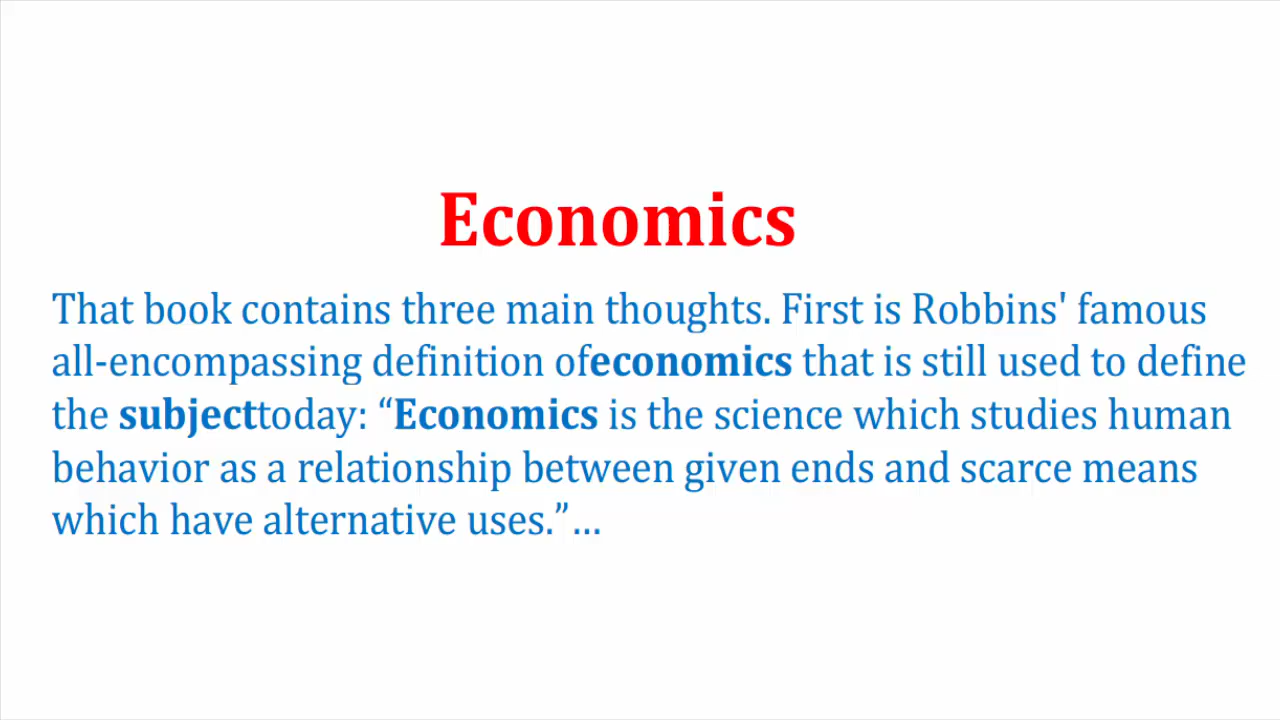 Economics
That book contains three main thoughts. First is Robbins' famous
all-encompassing definition ofeconomics that is still used to define
the subjecttoday: “Economics is the science which studies human
behavior as a relationship between given ends and scarce means
which have alternative uses.”…